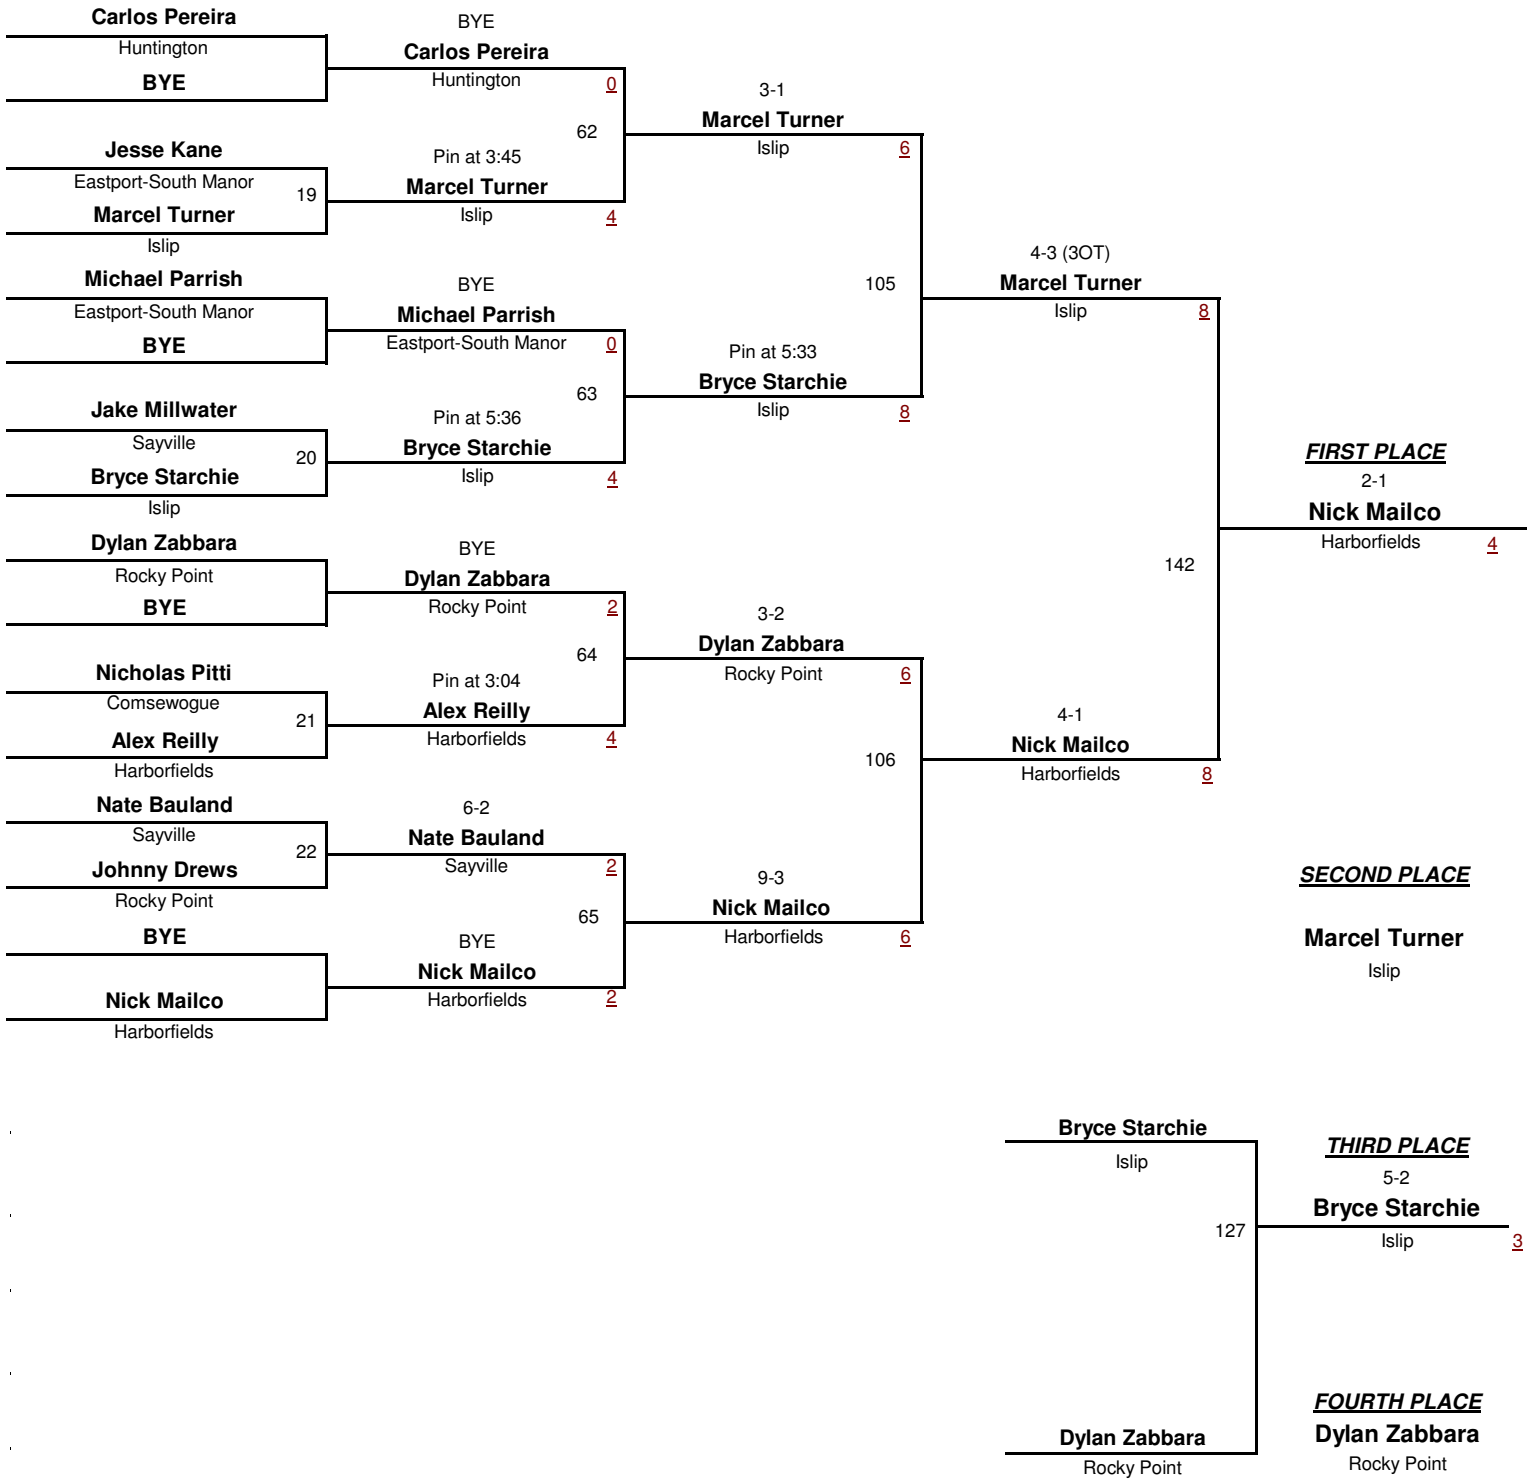 Carlos Pereira
Huntington
BYE
Jesse Kane
Eastport-South Manor
19
Marcel Turner
Islip
Michael Parrish
Eastport-South Manor
BYE
Jake Millwater
Sayville
20
Bryce Starchie
Islip
Dylan Zabbara
Rocky Point
BYE
Nicholas Pitti
Comsewogue
21
Alex Reilly
Harborfields
Nate Bauland
Sayville
22
Johnny Drews
Rocky Point
BYE
Nick Mailco
Harborfields
BYE
Carlos Pereira
Huntington
0
62
Pin at 3:45
Marcel Turner
Islip
4
BYE
Michael Parrish
Eastport-South Manor
0
63
Pin at 5:36
Bryce Starchie
Islip
4
BYE
Dylan Zabbara
Rocky Point
2
64
Pin at 3:04
Alex Reilly
Harborfields
4
6-2
Nate Bauland
Sayville
2
65
BYE
Nick Mailco
Harborfields
2
3-1
Marcel Turner
Islip
6
105
Pin at 5:33
Bryce Starchie
Islip
8
3-2
Dylan Zabbara
Rocky Point
6
106
9-3
Nick Mailco
Harborfields
6
4-3 (3OT)
Marcel Turner
Islip
8
142
4-1
Nick Mailco
Harborfields
8
FIRST PLACE
2-1
Nick Mailco
Harborfields
4
SECOND PLACE
Marcel Turner
Islip
Bryce Starchie
Islip
127
Dylan Zabbara
Rocky Point
THIRD PLACE
5-2
Bryce Starchie
Islip
3
FOURTH PLACE
Dylan Zabbara
Rocky Point